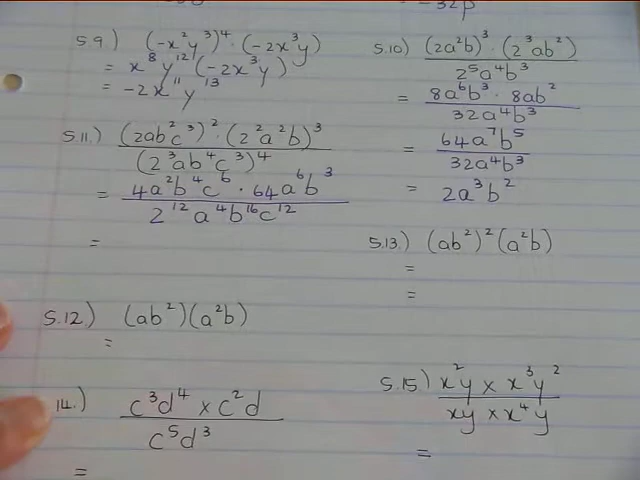 -32p
5.9.) (-x²y³)⁴ · (-2x³y)
= x⁸y¹² (-2x³y)
= -2x¹¹y¹³
5.10) (2a²b)³ · (2³ab²)
2⁵a⁴b³
= 8a⁶b³ · 8ab²
32a⁴b³
= 64a⁷b⁵
32a⁴b³
= 2a³b²
5.11.) (2ab²c³)² · (2²a²b)³
(2³ab⁴c³)⁴
= 4a²b⁴c⁶ · 64a⁶b³
2¹²a⁴b¹⁶c¹²
=
5.13) (ab²)²(a²b)
=
=
5.12.) (ab²)(a²b)
=
14.) c³d⁴ × c²d
c⁵d³
=
5.15) x²y × x³y²
xy × x⁴y
=